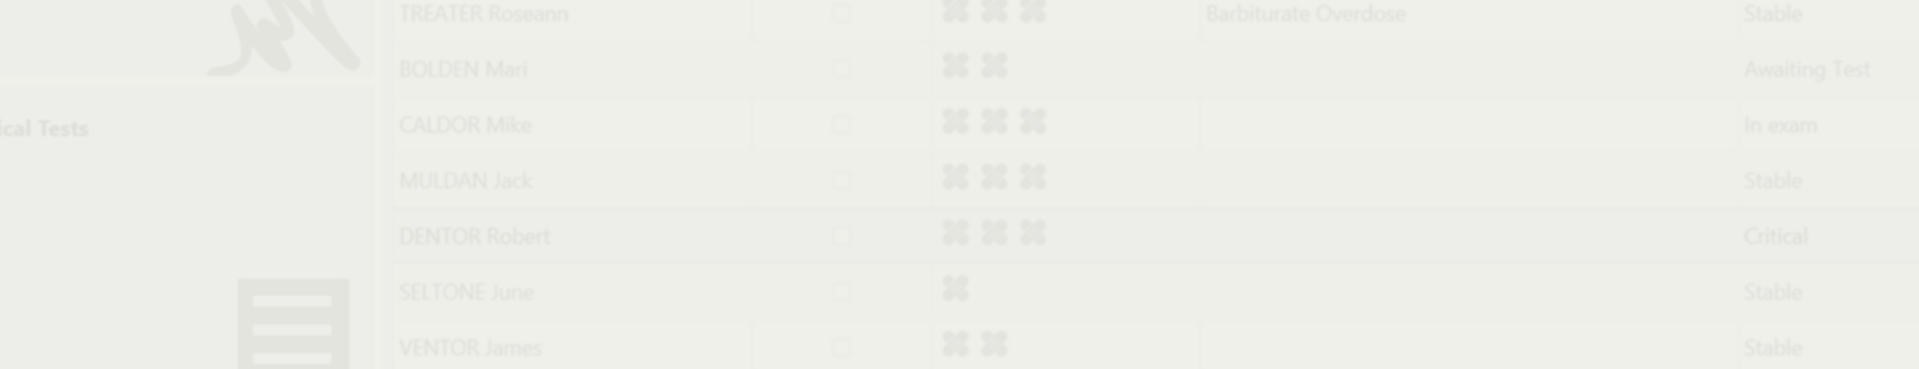 TREATER Roseann Barbiturate Overdose Stable
BOLDEN Mari Awaiting Test
CALDOR Mike In exam
ical Tests
MULDAN Jack Stable
DENTOR Robert Critical
SELTONE June Stable
VENTOR James Stable